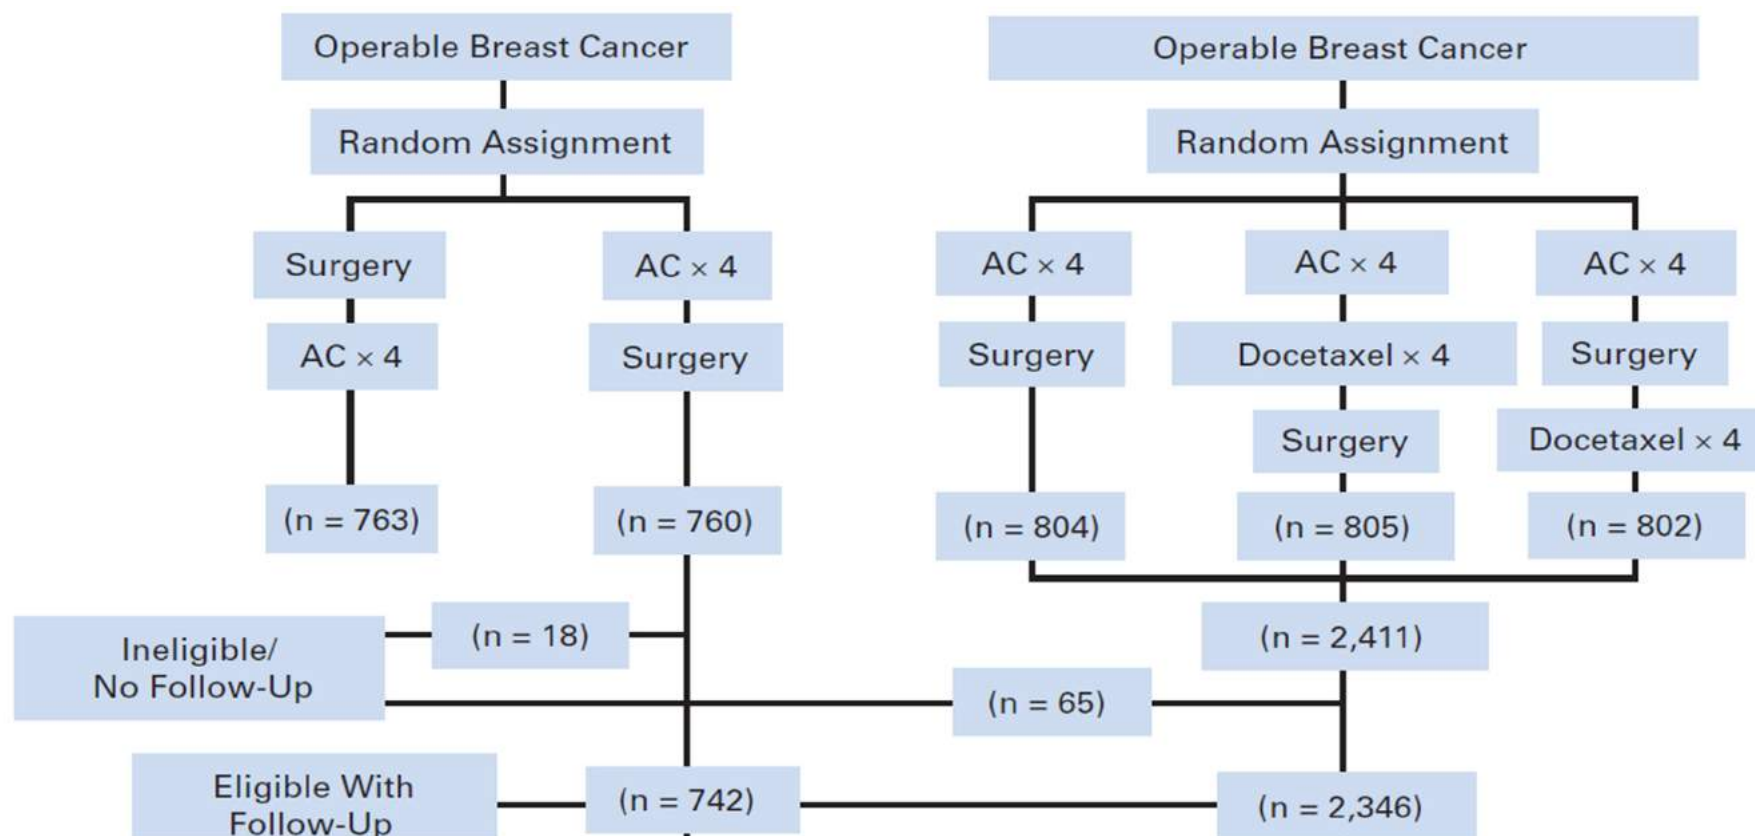 Operable Breast Cancer
Operable Breast Cancer
Random Assignment
Random Assignment
Surgery
AC × 4
AC × 4
AC × 4
AC × 4
AC × 4
Surgery
Surgery
Docetaxel × 4
Surgery
Surgery
Docetaxel × 4
(n = 763)
(n = 760)
(n = 804)
(n = 805)
(n = 802)
Ineligible/
No Follow-Up
(n = 18)
(n = 2,411)
(n = 65)
Eligible With
Follow-Up
(n = 742)
(n = 2,346)